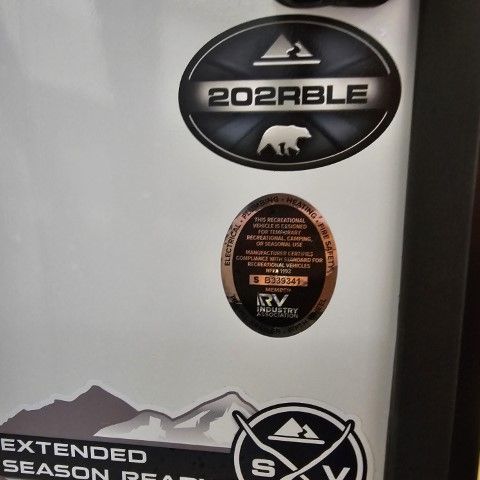 202RBLE
ELECTRICAL - PLUMBING - HEATING - FIRE SAFETY
THIS RECREATIONAL
VEHICLE IS DESIGNED
FOR TEMPORARY
RECREATIONAL, CAMPING,
OR SEASONAL USE
MANUFACTURER CERTIFIES
COMPLIANCE WITH STANDARD FOR
RECREATIONAL VEHICLES
NFPA 1192
S B339341
MEMBER
RV
INDUSTRY
ASSOCIATION
EXTENDED
SEASON READY
S V